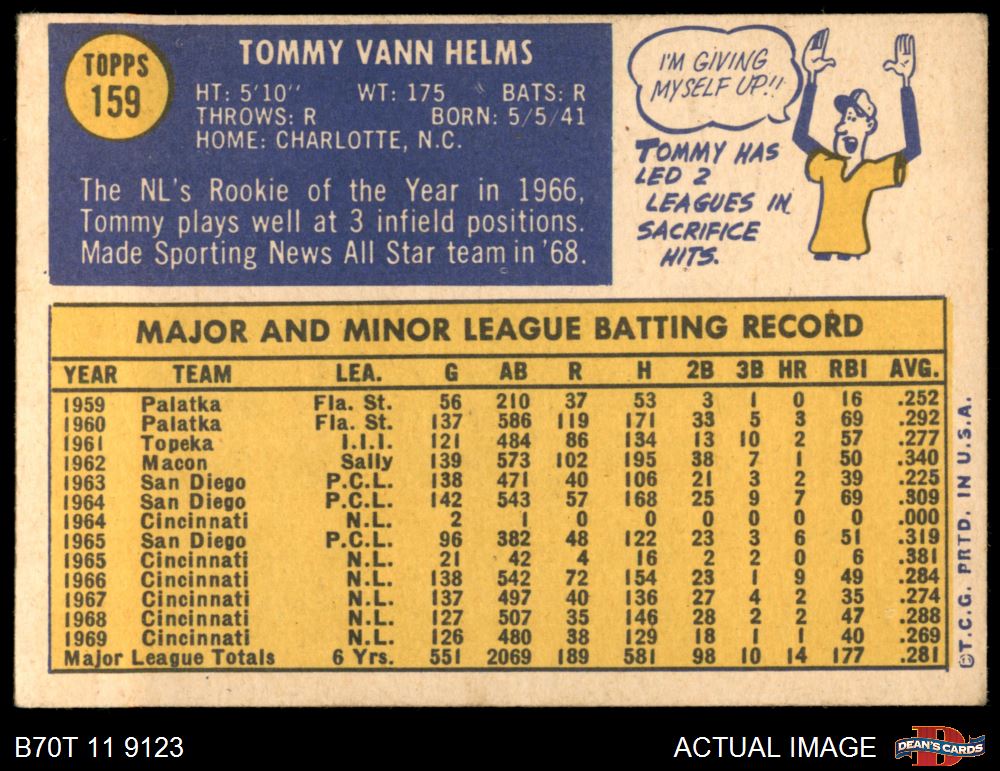 TOPPS
159
TOMMY VANN HELMS
HT: 5'10" WT: 175 BATS: R
THROWS: R BORN: 5/5/41
HOME: CHARLOTTE, N.C.
The NL's Rookie of the Year in 1966,
Tommy plays well at 3 infield positions.
Made Sporting News All Star team in '68.
I'M GIVING
MYSELF UP!!
TOMMY HAS
LED 2
LEAGUES IN
SACRIFICE
HITS.
MAJOR AND MINOR LEAGUE BATTING RECORD
YEAR TEAM LEA. G AB R H 2B 3B HR RBI AVG.
1959 Palatka Fla. St. 56 210 37 53 3 1 0 16 .252
1960 Palatka Fla. St. 137 586 119 171 33 5 3 69 .292
1961 Topeka I.I.I. 121 484 86 134 13 10 2 57 .277
1962 Macon Sally 139 573 102 195 38 7 1 50 .340
1963 San Diego P.C.L. 138 471 40 106 21 3 2 39 .225
1964 San Diego P.C.L. 142 543 57 168 25 9 7 69 .309
1964 Cincinnati N.L. 2 1 0 0 0 0 0 0 .000
1965 San Diego P.C.L. 96 382 48 122 23 3 6 51 .319
1965 Cincinnati N.L. 21 42 4 16 2 2 0 6 .381
1966 Cincinnati N.L. 138 542 72 154 23 1 9 49 .284
1967 Cincinnati N.L. 137 497 40 136 27 4 2 35 .274
1968 Cincinnati N.L. 127 507 35 146 28 2 2 47 .288
1969 Cincinnati N.L. 126 480 38 129 18 1 1 40 .269
Major League Totals 6 Yrs. 551 2069 189 581 98 10 14 177 .281
©T.C.G. PRTD. IN U.S.A.
B70T 11 9123
ACTUAL IMAGE
D
DEAN'S CARDS